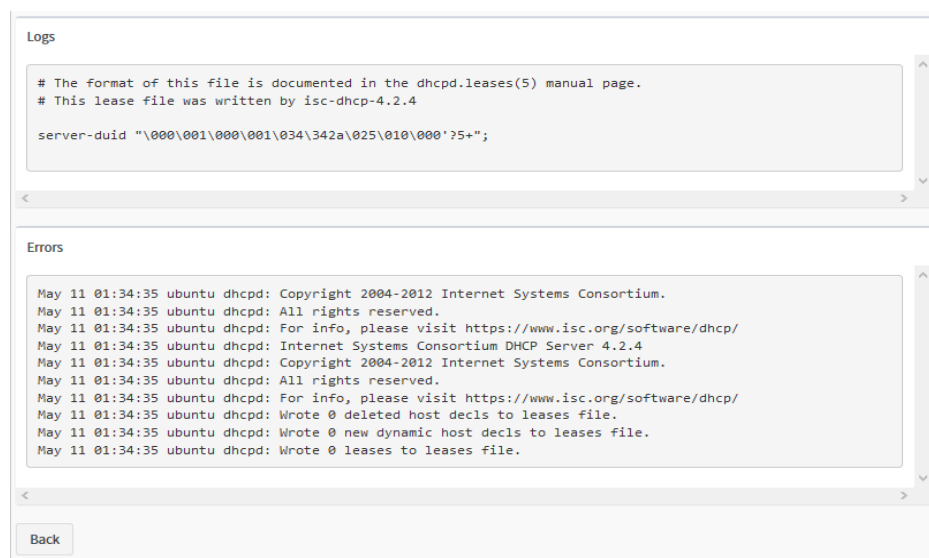 Logs
# The format of this file is documented in the dhcpd.leases(5) manual page.
# This lease file was written by isc-dhcp-4.2.4
server-duid "\000\001\000\001\034\342a\025\010\000'?5+";
Errors
May 11 01:34:35 ubuntu dhcpd: Copyright 2004-2012 Internet Systems Consortium.
May 11 01:34:35 ubuntu dhcpd: All rights reserved.
May 11 01:34:35 ubuntu dhcpd: For info, please visit https://www.isc.org/software/dhcp/
May 11 01:34:35 ubuntu dhcpd: Internet Systems Consortium DHCP Server 4.2.4
May 11 01:34:35 ubuntu dhcpd: Copyright 2004-2012 Internet Systems Consortium.
May 11 01:34:35 ubuntu dhcpd: All rights reserved.
May 11 01:34:35 ubuntu dhcpd: For info, please visit https://www.isc.org/software/dhcp/
May 11 01:34:35 ubuntu dhcpd: Wrote 0 deleted host decls to leases file.
May 11 01:34:35 ubuntu dhcpd: Wrote 0 new dynamic host decls to leases file.
May 11 01:34:35 ubuntu dhcpd: Wrote 0 leases to leases file.
Back